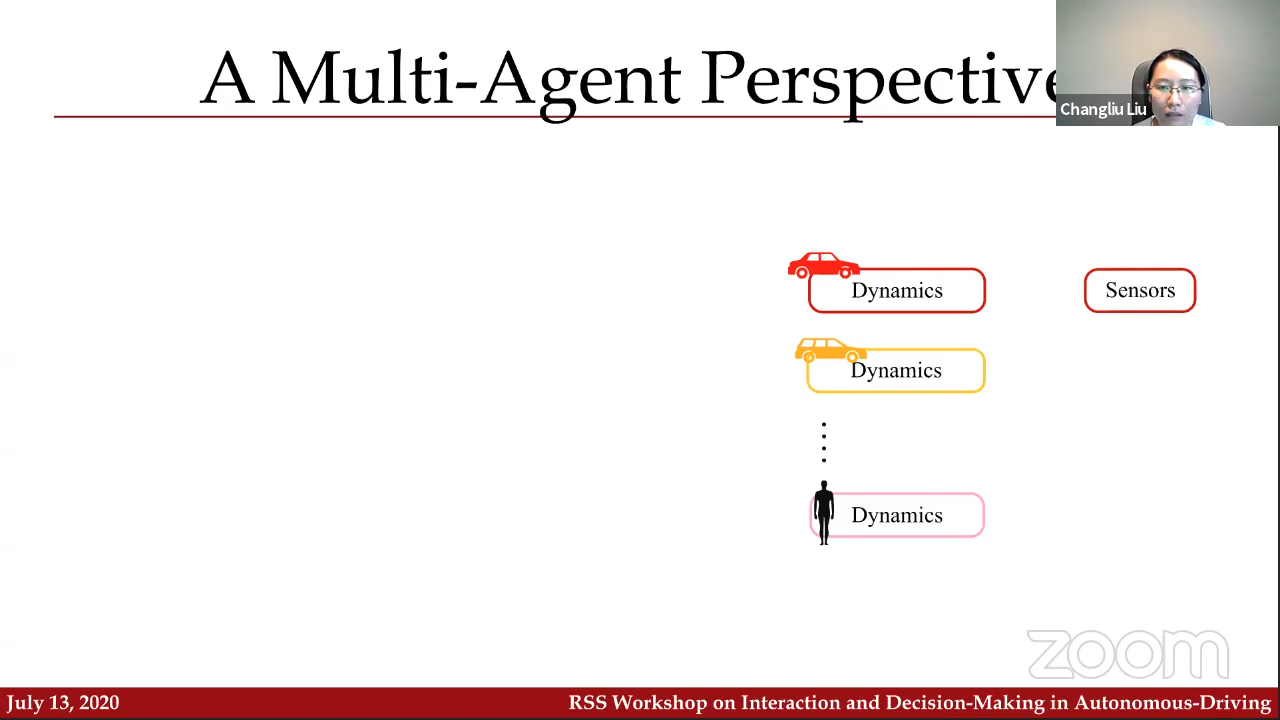 A Multi-Agent Perspective
Changliu Liu
Dynamics
Sensors
Dynamics
Dynamics
zoom
July 13, 2020
RSS Workshop on Interaction and Decision-Making in Autonomous-Driving